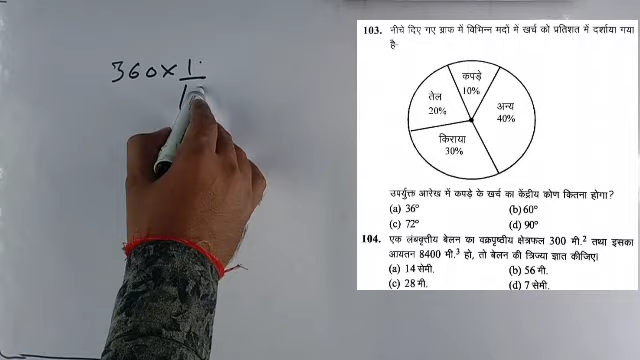 360×1
1
103. नीचे दिए गए ग्राफ में विभिन्न मदों में खर्च को प्रतिशत में दर्शाया गया
है-
कपड़े
10%
तेल
20%
अन्य
40%
किराया
30%
उपर्युक्त आरेख में कपड़े के खर्च का केंद्रीय कोण कितना होगा?
(a) 36° (b) 60°
(c) 72° (d) 90°
104. एक लंबवृत्तीय बेलन का वक्रपृष्ठीय क्षेत्रफल 300 मी.² तथा इसका
आयतन 8400 मी.³ हो, तो बेलन की त्रिज्या ज्ञात कीजिए।
(a) 14 सेमी. (b) 56 मी.
(c) 28 मी. (d) 7 सेमी.